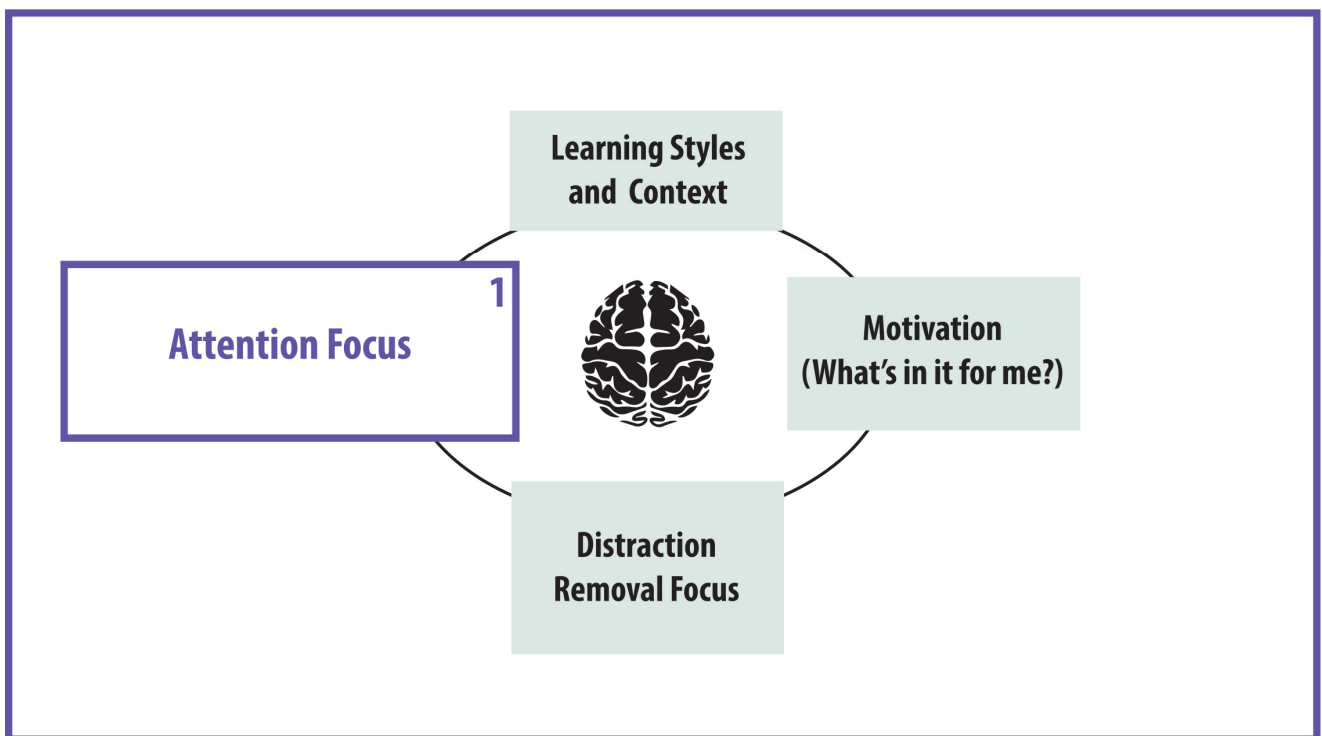 Learning Styles
and Context
1
Attention Focus
Motivation
(What's in it for me?)
Distraction
Removal Focus